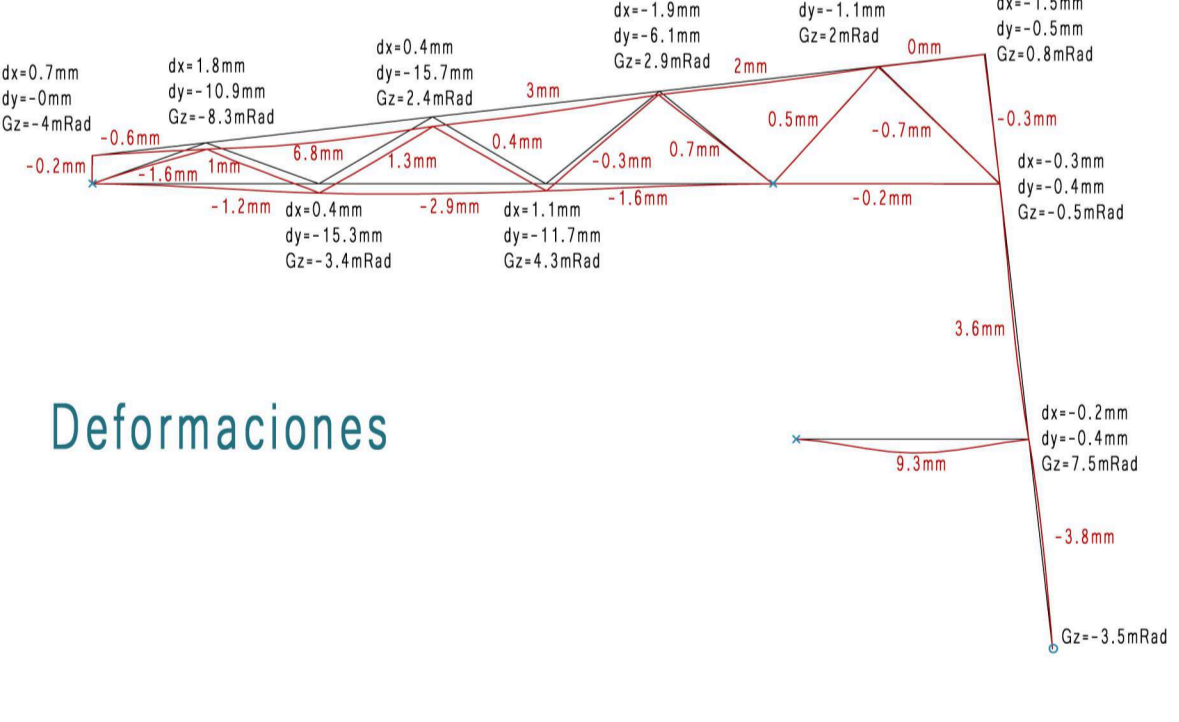 dx=-1.5mm
dy=-0.5mm
Gz=0.8mRad
dx=-1.9mm
dy=-6.1mm
Gz=2.9mRad
dy=-1.1mm
Gz=2mRad
0mm
2mm
dx=0.4mm
dy=-15.7mm
Gz=2.4mRad
3mm
dx=1.8mm
dy=-10.9mm
Gz=-8.3mRad
dx=0.7mm
dy=-0mm
Gz=-4mRad
-0.6mm
-0.2mm
-1.6mm
1mm
6.8mm
1.3mm
0.4mm
-0.3mm
0.7mm
0.5mm
-0.7mm
-0.3mm
-1.2mm
dx=0.4mm
dy=-15.3mm
Gz=-3.4mRad
-2.9mm
dx=1.1mm
dy=-11.7mm
Gz=4.3mRad
-1.6mm
-0.2mm
dx=-0.3mm
dy=-0.4mm
Gz=-0.5mRad
3.6mm
Deformaciones
9.3mm
dx=-0.2mm
dy=-0.4mm
Gz=7.5mRad
-3.8mm
Gz=-3.5mRad